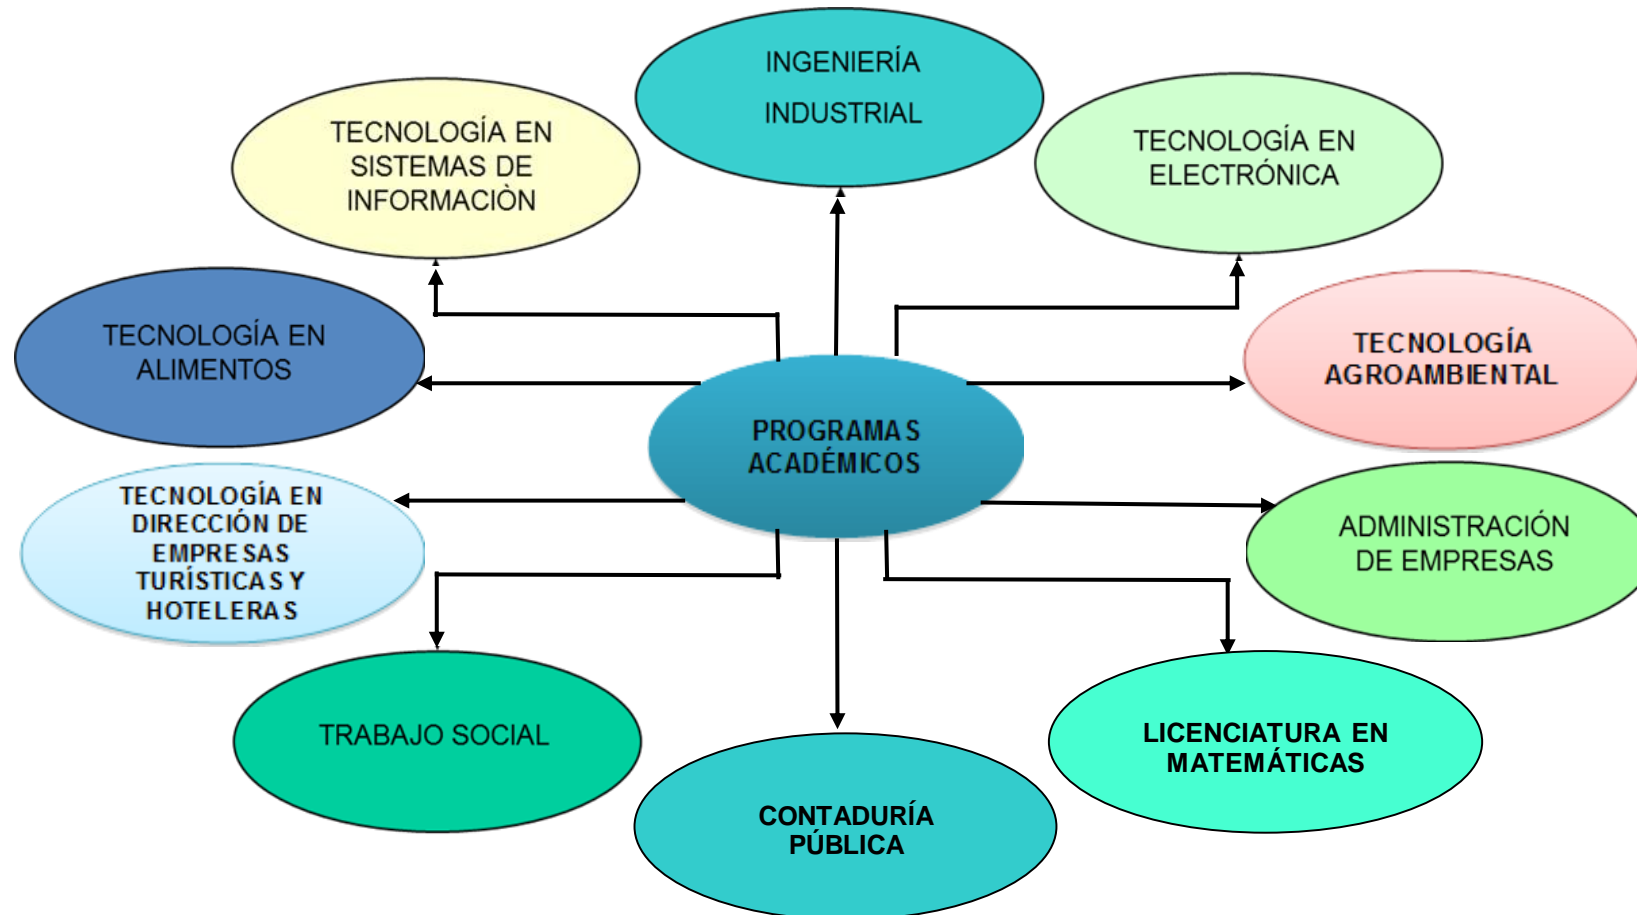 INGENIERÍA
INDUSTRIAL
TECNOLOGÍA EN
SISTEMAS DE
INFORMACIÒN
TECNOLOGÍA EN
ELECTRÓNICA
TECNOLOGÍA EN
ALIMENTOS
TECNOLOGÍA
AGROAMBIENTAL
PROGRAMAS
ACADÉMICOS
TECNOLOGÍA EN
DIRECCIÓN DE
EMPRESAS
TURÍSTICAS Y
HOTELERAS
ADMINISTRACIÓN
DE EMPRESAS
TRABAJO SOCIAL
LICENCIATURA EN
MATEMÁTICAS
CONTADURÍA
PÚBLICA